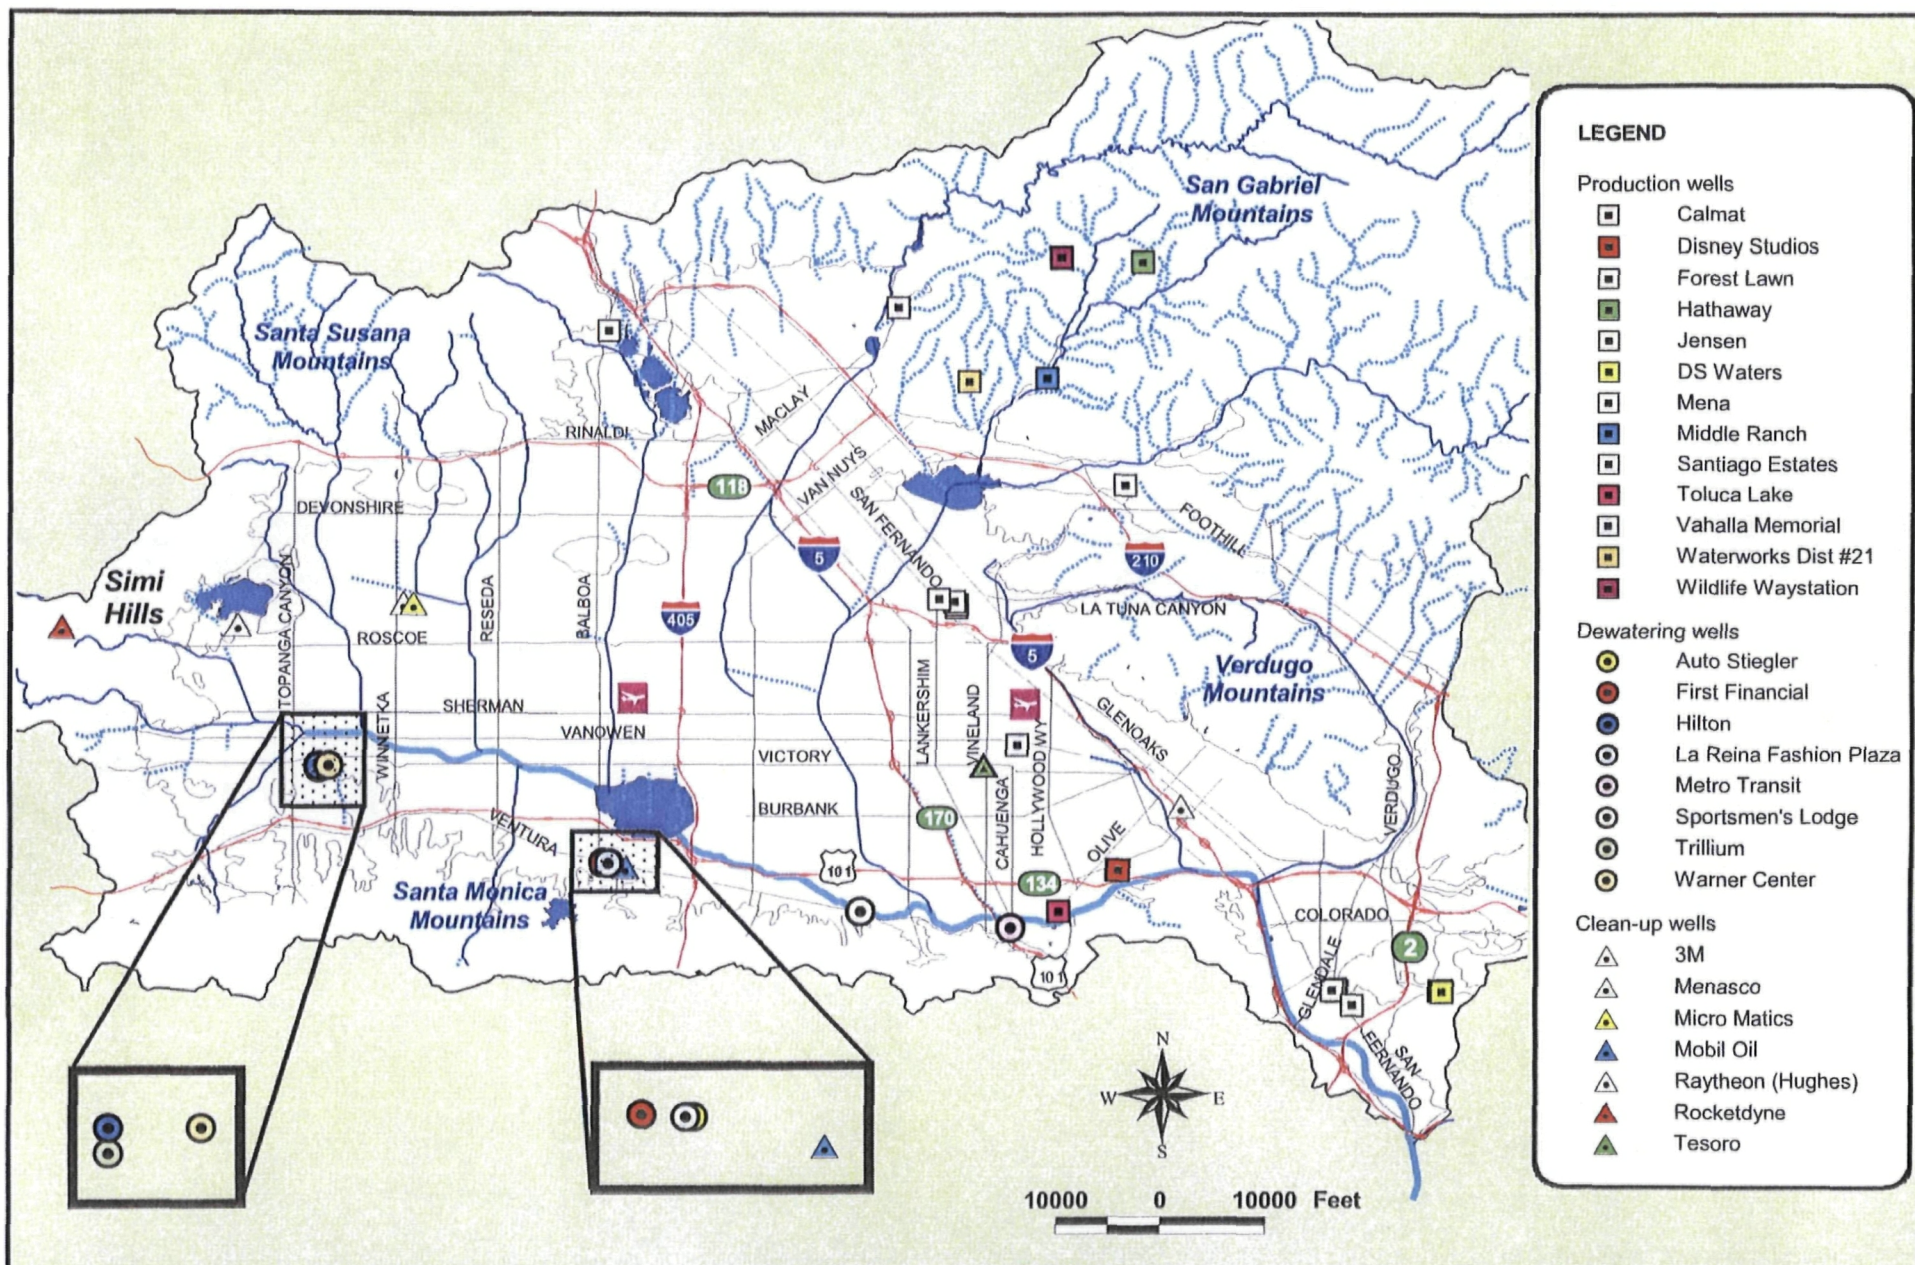 San Gabriel
Mountains
Santa Susana
Mountains
MACLAY
RINALDI
VAN NUYS
118
SAN FERNANDO
DEVONSHIRE
FOOTHILL
5
210
Simi
Hills
TOPANGA CANYON
RESEDA
BALBOA
405
LA TUNA CANYON
ROSCOE
5
Verdugo
Mountains
LANKERSHIM
VINELAND
SHERMAN
GLENOAKS
VANOWEN
WINNETKA
VICTORY
HOLLYWOOD WY
VERDUGO
BURBANK
170
CAHUENGA
VENTURA
OLIVE
101
134
Santa Monica
Mountains
COLORADO
2
GLENDALE
101
SAN
FERNANDO
N
W E
S
10000 0 10000 Feet
LEGEND
Production wells
Calmat
Disney Studios
Forest Lawn
Hathaway
Jensen
DS Waters
Mena
Middle Ranch
Santiago Estates
Toluca Lake
Vahalla Memorial
Waterworks Dist #21
Wildlife Waystation
Dewatering wells
Auto Stiegler
First Financial
Hilton
La Reina Fashion Plaza
Metro Transit
Sportsmen's Lodge
Trillium
Warner Center
Clean-up wells
3M
Menasco
Micro Matics
Mobil Oil
Raytheon (Hughes)
Rocketdyne
Tesoro